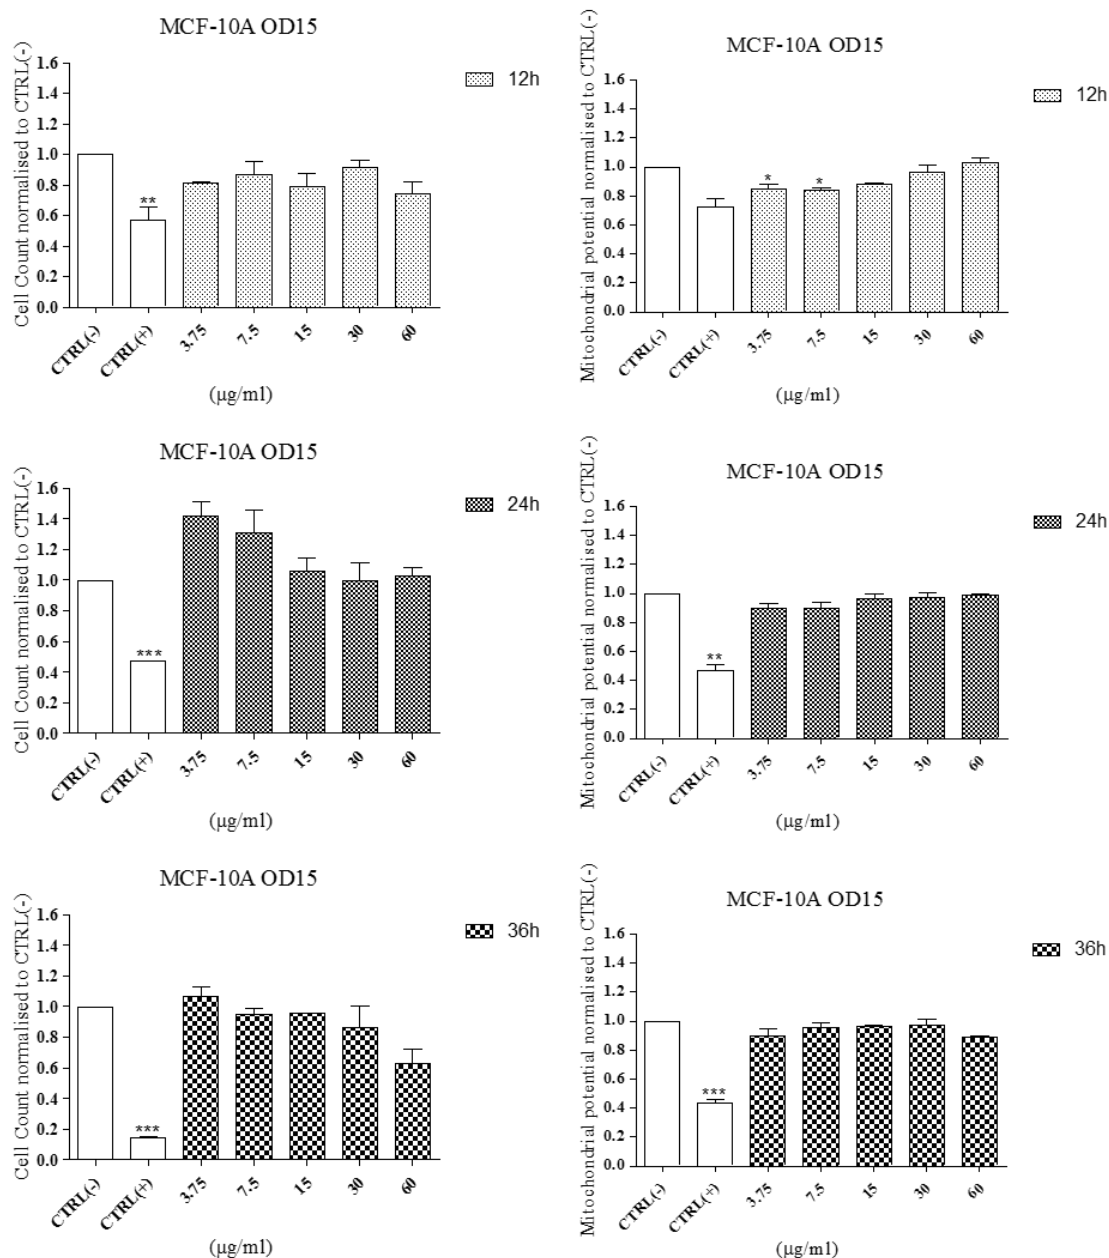 MCF-10A OD15
Cell Count normalised to CTRL(-)
1.6
1.4
1.2
1.0
0.8
0.6
0.4
0.2
0.0
**
12h
CTRL(-) CTRL(+) 3.75 7.5 15 30 60
(µg/ml)
MCF-10A OD15
Mitochondrial potential normalised to CTRL(-)
1.6
1.4
1.2
1.0
0.8
0.6
0.4
0.2
0.0
* *
12h
CTRL(-) CTRL(+) 3.75 7.5 15 30 60
(µg/ml)
MCF-10A OD15
Cell Count normalised to CTRL(-)
1.6
1.4
1.2
1.0
0.8
0.6
0.4
0.2
0.0
***
24h
CTRL(-) CTRL(+) 3.75 7.5 15 30 60
(µg/ml)
MCF-10A OD15
Mitochondrial potential normalised to CTRL(-)
1.6
1.4
1.2
1.0
0.8
0.6
0.4
0.2
0.0
**
24h
CTRL(-) CTRL(+) 3.75 7.5 15 30 60
(µg/ml)
MCF-10A OD15
Cell Count normalised to CTRL(-)
1.6
1.4
1.2
1.0
0.8
0.6
0.4
0.2
0.0
***
36h
CTRL(-) CTRL(+) 3.75 7.5 15 30 60
(µg/ml)
MCF-10A OD15
Mitochondrial potential normalised to CTRL(-)
1.6
1.4
1.2
1.0
0.8
0.6
0.4
0.2
0.0
***
36h
CTRL(-) CTRL(+) 3.75 7.5 15 30 60
(µg/ml)